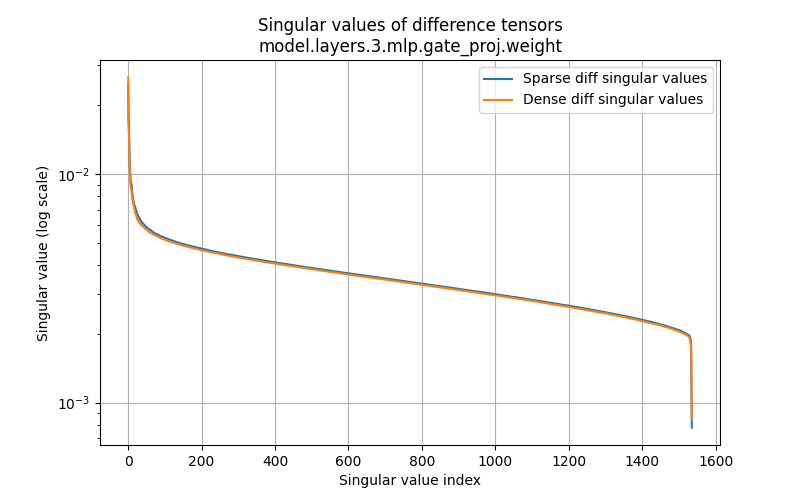 Singular values of difference tensors
model.layers.3.mlp.gate_proj.weight
Sparse diff singular values
Dense diff singular values
Singular value (log scale)
10⁻²
10⁻³
0 200 400 600 800 1000 1200 1400 1600
Singular value index